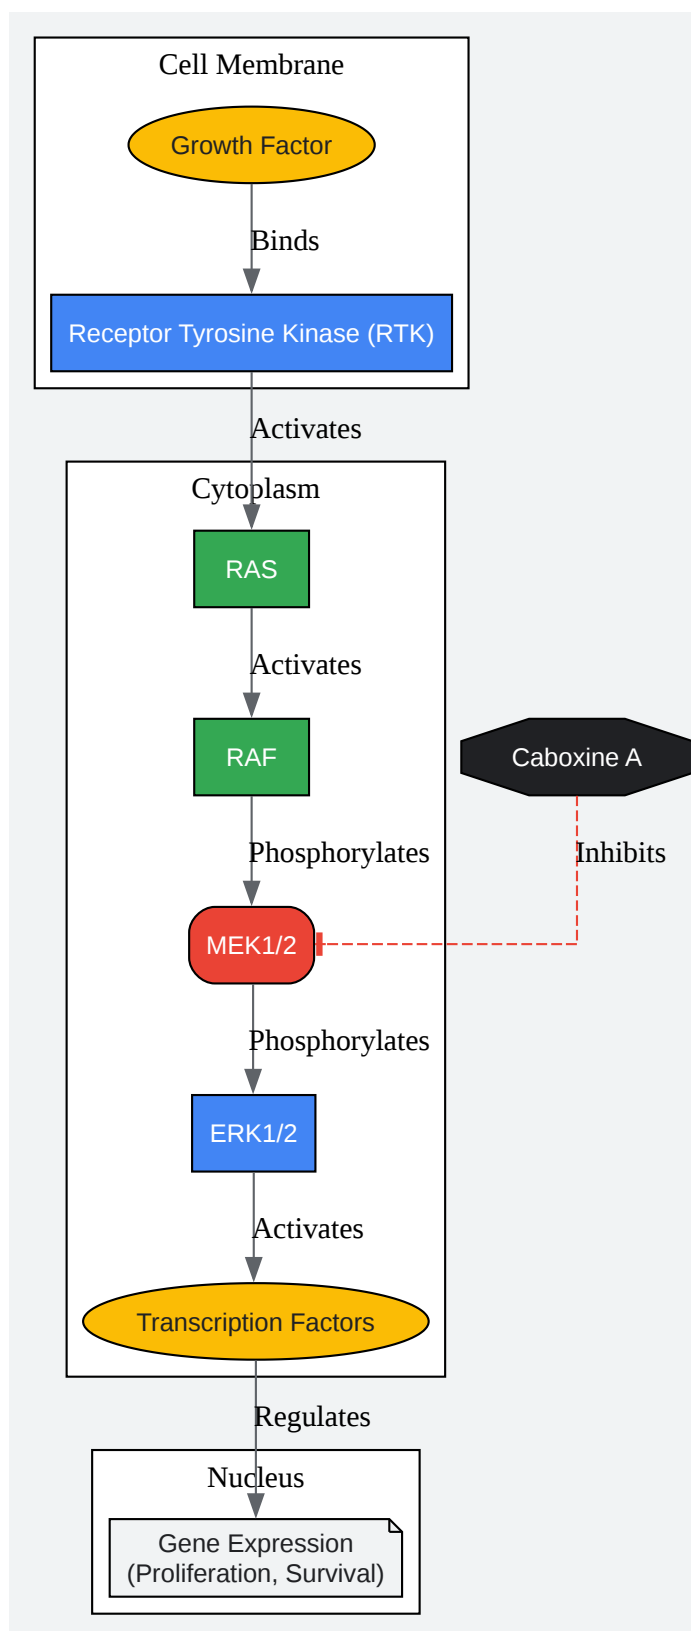 Cell Membrane
Growth Factor
Binds
Receptor Tyrosine Kinase (RTK)
Activates
Cytoplasm
RAS
Activates
RAF
Caboxine A
Phosphorylates
Inhibits
MEK1/2
Phosphorylates
ERK1/2
Activates
Transcription Factors
Regulates
Nucleus
Gene Expression
(Proliferation, Survival)